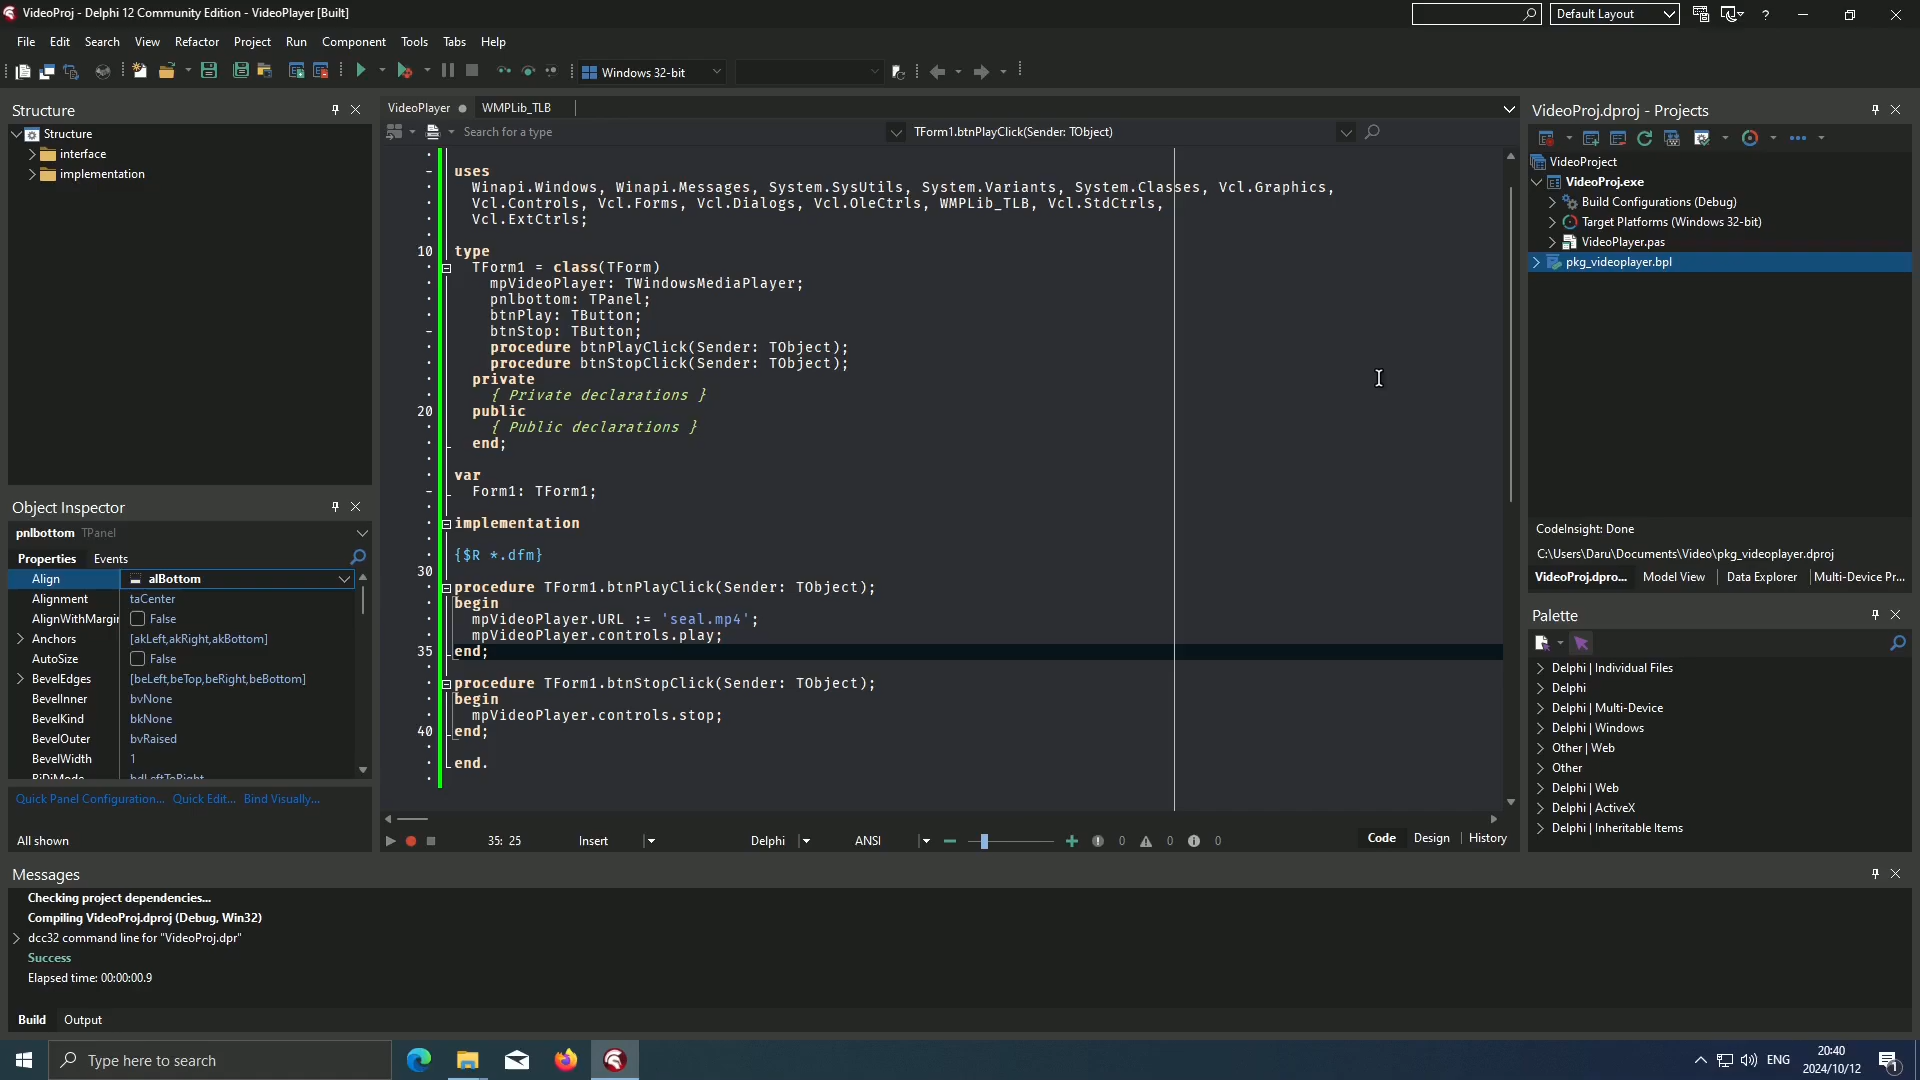 VideoProj - Delphi 12 Community Edition - VideoPlayer [Built]
Default Layout
?
File Edit Search View Refactor Project Run Component Tools Tabs Help
Windows 32-bit
Structure
Structure
interface
implementation
VideoPlayer WMPLib_TLB
Search for a type
TForm1.btnPlayClick(Sender: TObject)
uses
Winapi.Windows, Winapi.Messages, System.SysUtils, System.Variants, System.Classes, Vcl.Graphics,
Vcl.Controls, Vcl.Forms, Vcl.Dialogs, Vcl.OleCtrls, WMPLib_TLB, Vcl.StdCtrls,
Vcl.ExtCtrls;
10 type
TForm1 = class(TForm)
mpVideoPlayer: TWindowsMediaPlayer;
pnlbottom: TPanel;
btnPlay: TButton;
btnStop: TButton;
procedure btnPlayClick(Sender: TObject);
procedure btnStopClick(Sender: TObject);
private
{ Private declarations }
20 public
{ Public declarations }
end;
var
Form1: TForm1;
implementation
{$R *.dfm}
30
procedure TForm1.btnPlayClick(Sender: TObject);
begin
mpVideoPlayer.URL := 'seal.mp4';
mpVideoPlayer.controls.play;
35 end;
procedure TForm1.btnStopClick(Sender: TObject);
begin
mpVideoPlayer.controls.stop;
40 end;
end.
35: 25 Insert Delphi ANSI 0 0 0 Code Design History
Object Inspector
pnlbottom TPanel
Properties Events
Align alBottom
Alignment taCenter
AlignWithMargin False
Anchors [akLeft,akRight,akBottom]
AutoSize False
BevelEdges [beLeft,beTop,beRight,beBottom]
BevelInner bvNone
BevelKind bkNone
BevelOuter bvRaised
BevelWidth 1
BiDiMode bdLeftToRight
Quick Panel Configuration... Quick Edit... Bind Visually...
All shown
VideoProj.dproj - Projects
VideoProject
VideoProj.exe
Build Configurations (Debug)
Target Platforms (Windows 32-bit)
VideoPlayer.pas
pkg_videoplayer.bpl
CodeInsight: Done
C:\Users\Daru\Documents\Video\pkg_videoplayer.dproj
VideoProj.dpro... Model View Data Explorer Multi-Device Pr...
Palette
Delphi | Individual Files
Delphi
Delphi | Multi-Device
Delphi | Windows
Other | Web
Other
Delphi | Web
Delphi | ActiveX
Delphi | Inheritable Items
Messages
Checking project dependencies...
Compiling VideoProj.dproj (Debug, Win32)
dcc32 command line for "VideoProj.dpr"
Success
Elapsed time: 00:00:00.9
Build Output
Type here to search
ENG
20:40
2024/10/12
1